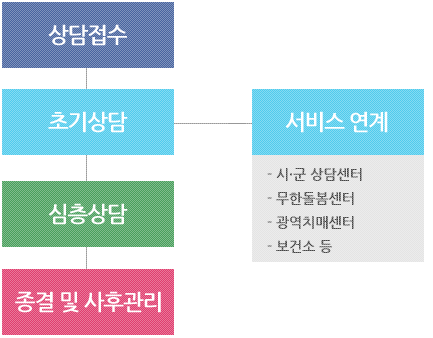 상담접수
초기상담
서비스 연계
- 시·군 상담센터
- 무한돌봄센터
- 광역치매센터
- 보건소 등
심층상담
종결 및 사후관리